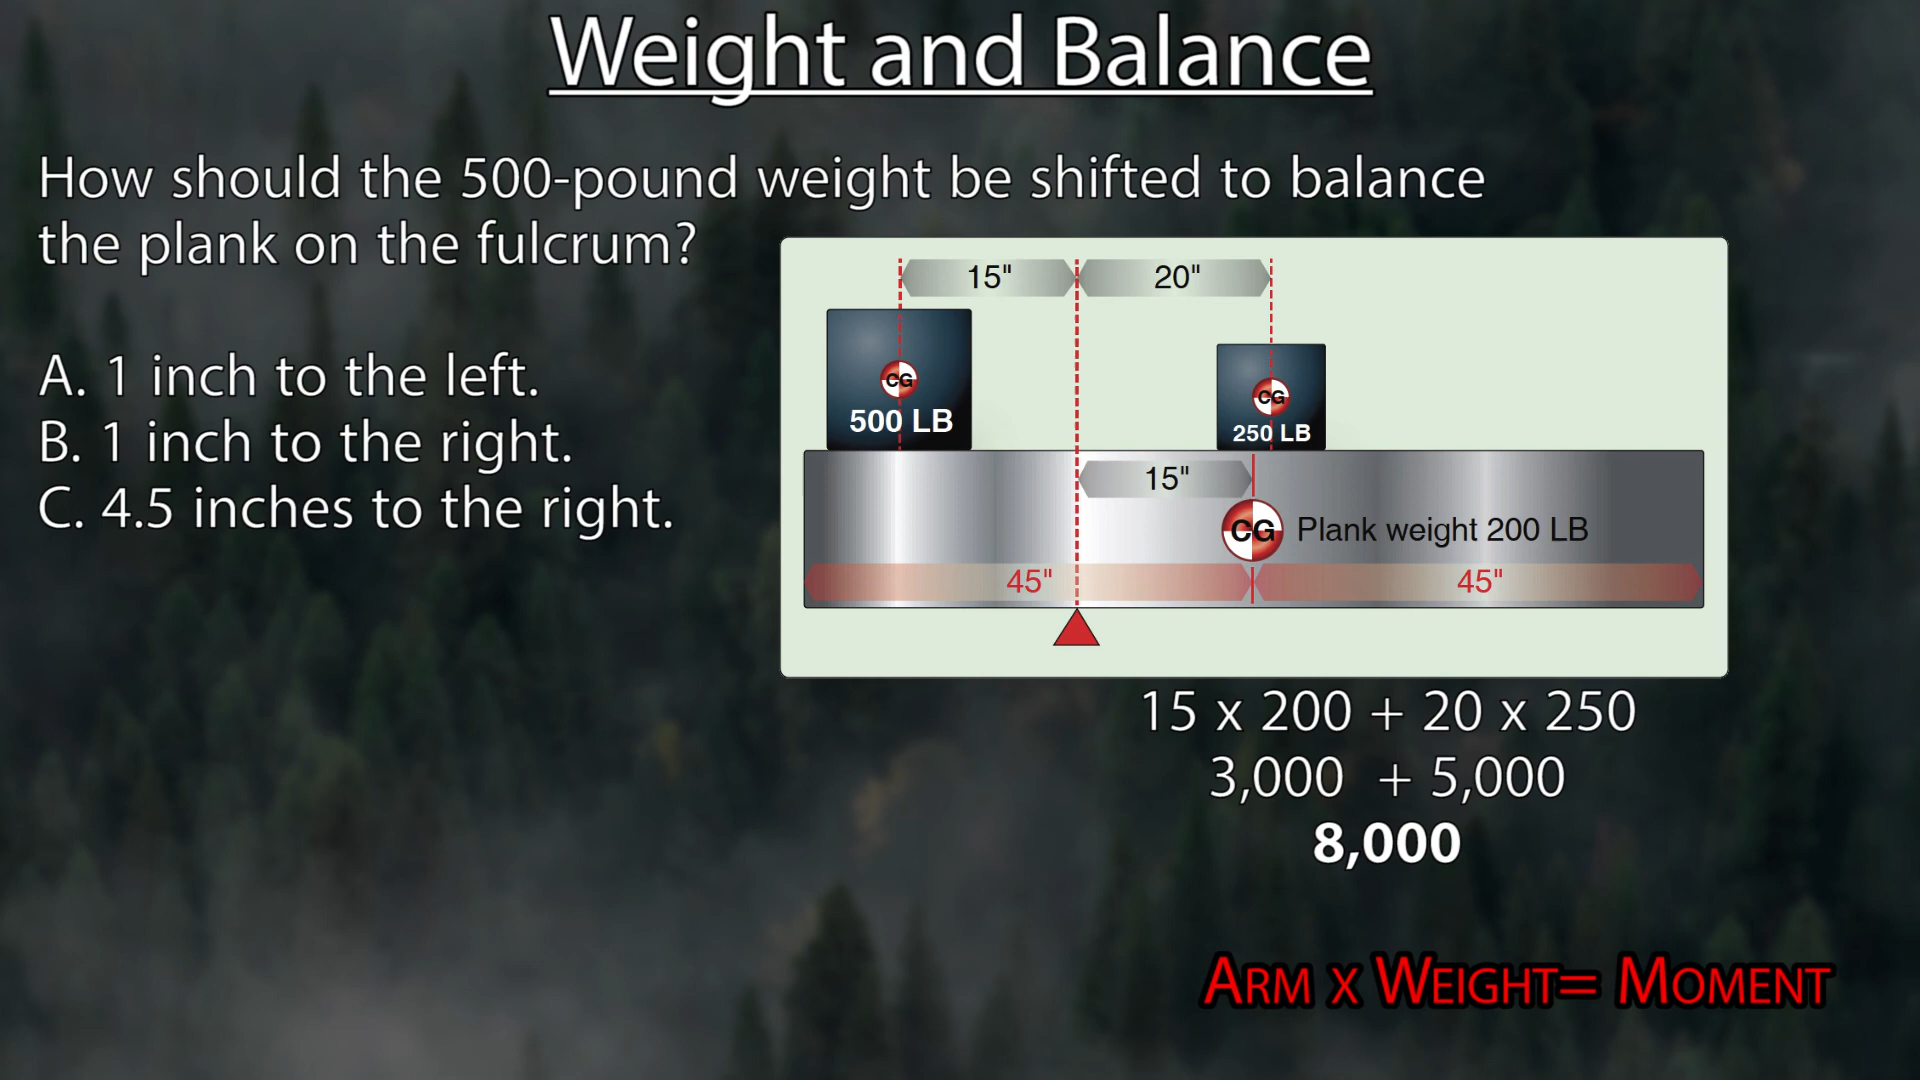 Weight and Balance
How should the 500-pound weight be shifted to balance
the plank on the fulcrum?
A. 1 inch to the left.
B. 1 inch to the right.
C. 4.5 inches to the right.
15" 20"
CG CG
500 LB 250 LB
15"
CG Plank weight 200 LB
45" 45"
15 x 200 + 20 x 250
3,000 + 5,000
8,000
ARM X WEIGHT= MOMENT